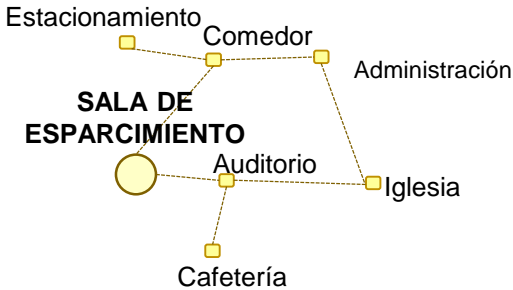 Estacionamiento
Comedor
Administración
SALA DE
ESPARCIMIENTO
Auditorio
Iglesia
Cafetería